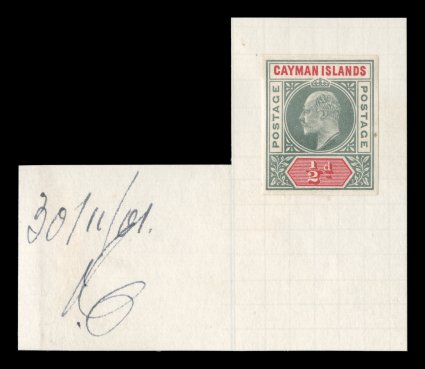 CAYMAN ISLANDS
POSTAGE
POSTAGE
½d
30/11/01.